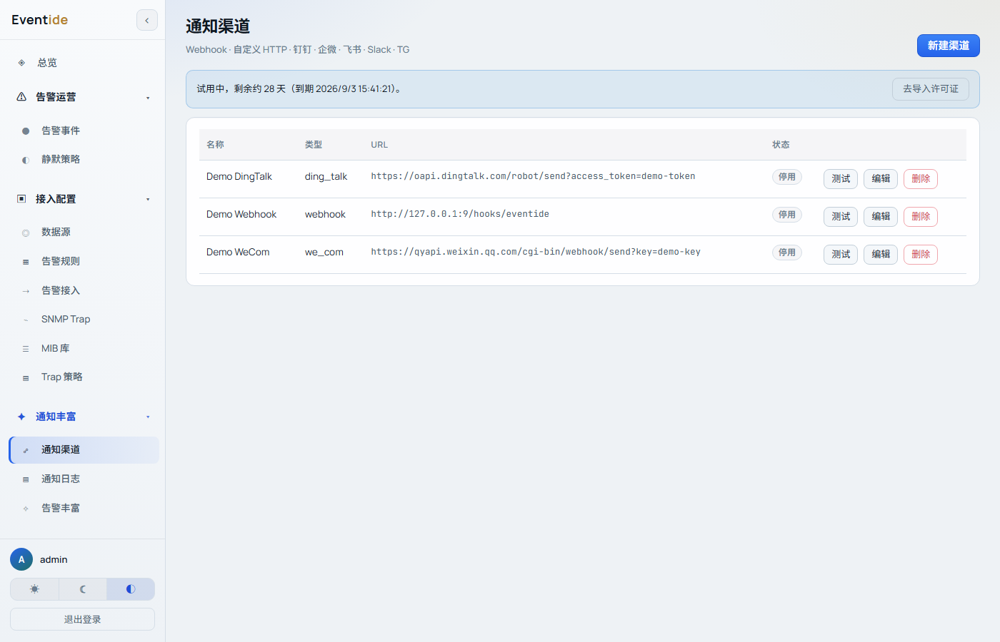 Eventide
总览
告警运营
告警事件
静默策略
接入配置
数据源
告警规则
告警接入
SNMP Trap
MIB 库
Trap 策略
通知丰富
通知渠道
通知日志
告警丰富
A
admin
退出登录
通知渠道
Webhook · 自定义 HTTP · 钉钉 · 企微 · 飞书 · Slack · TG
新建渠道
试用中，剩余约 28 天（到期 2026/9/3 15:41:21）。
去导入许可证
名称 类型 URL 状态
Demo DingTalk ding_talk https://oapi.dingtalk.com/robot/send?access_token=demo-token 停用 测试 编辑 删除
Demo Webhook webhook http://127.0.0.1:9/hooks/eventide 停用 测试 编辑 删除
Demo WeCom we_com https://qyapi.weixin.qq.com/cgi-bin/webhook/send?key=demo-key 停用 测试 编辑 删除